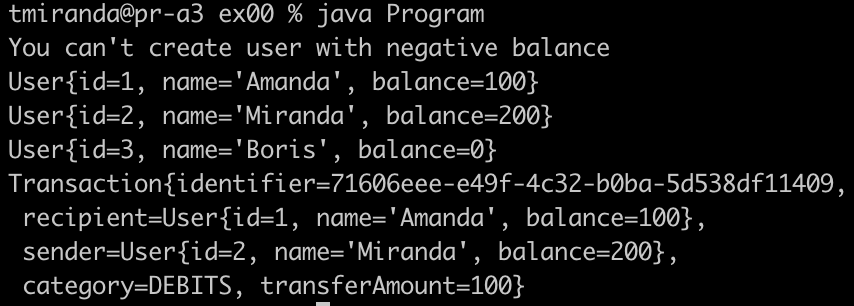 tmiranda@pr-a3 ex00 % java Program
You can't create user with negative balance
User{id=1, name='Amanda', balance=100}
User{id=2, name='Miranda', balance=200}
User{id=3, name='Boris', balance=0}
Transaction{identifier=71606eee-e49f-4c32-b0ba-5d538df11409,
recipient=User{id=1, name='Amanda', balance=100},
sender=User{id=2, name='Miranda', balance=200},
category=DEBITS, transferAmount=100}